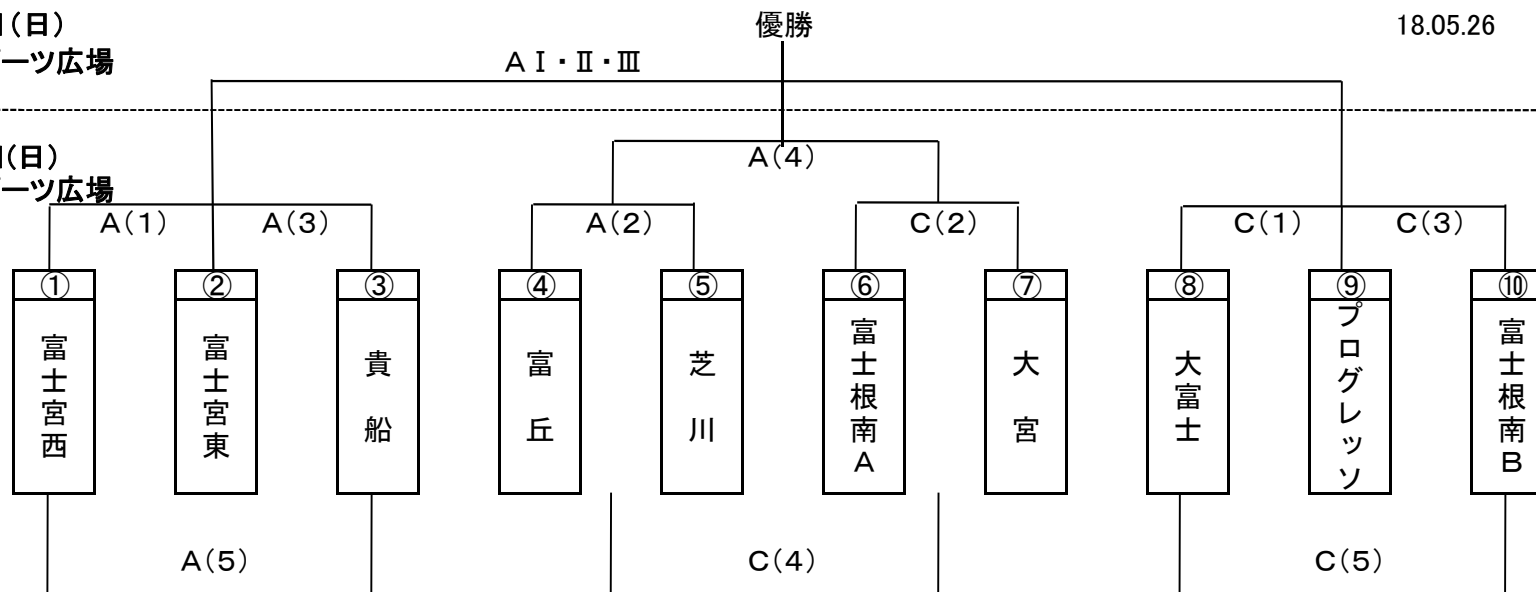 (日)
優勝
18.05.26
ーツ広場
AⅠ・Ⅱ・Ⅲ
(日)
A(4)
ーツ広場
A(1)
A(3)
A(2)
C(2)
C(1)
C(3)
①
②
③
④
⑤
⑥
⑦
⑧
⑨
⑩
富士宮西
富士宮東
貴船
富丘
芝川
富士根南A
大宮
大富士
プログレッソ
富士根南B
A(5)
C(4)
C(5)